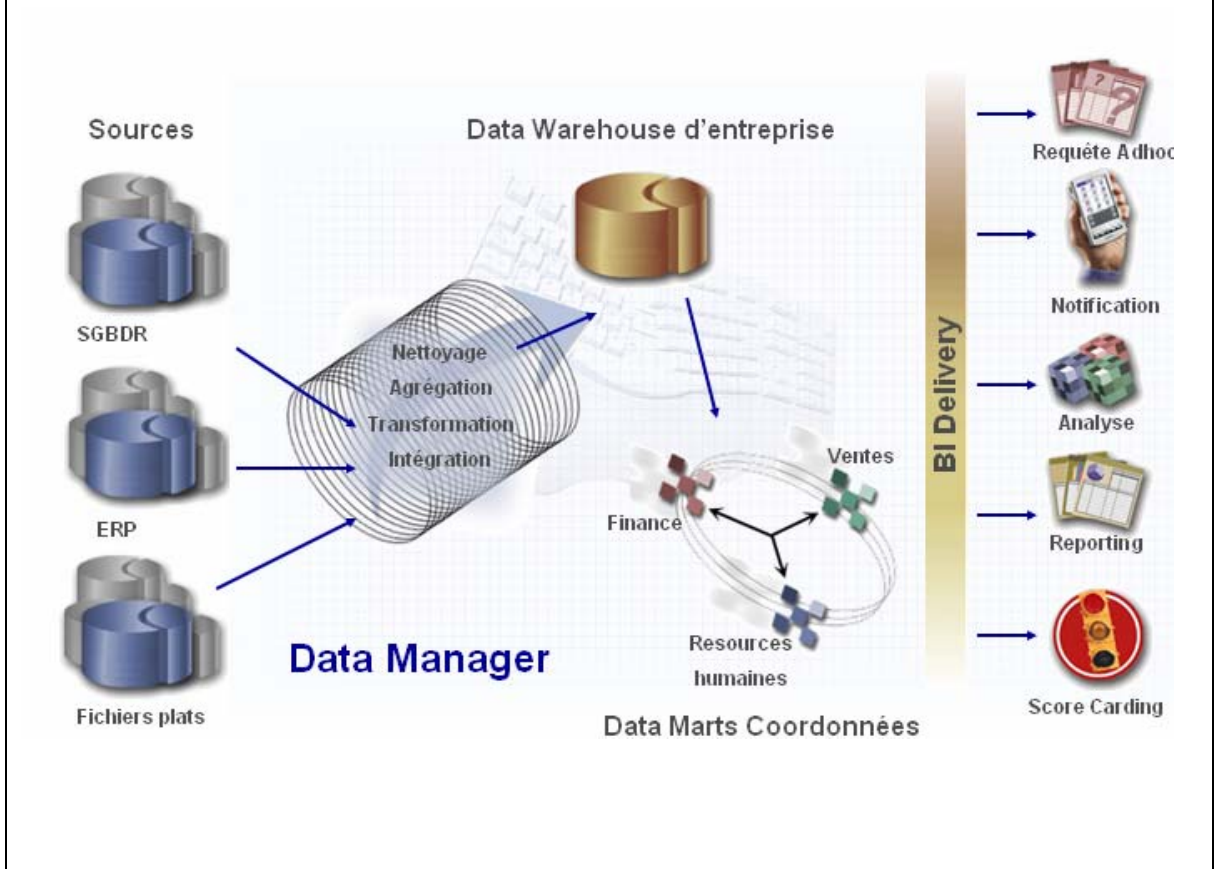 Sources
Data Warehouse d'entreprise
SGBDR
ERP
Fichiers plats
Nettoyage
Agrégation
Transformation
Intégration
Data Manager
Finance
Ventes
Resources
humaines
Data Marts Coordonnées
BI Delivery
Requête Adhoc
Notification
Analyse
Reporting
Score Carding